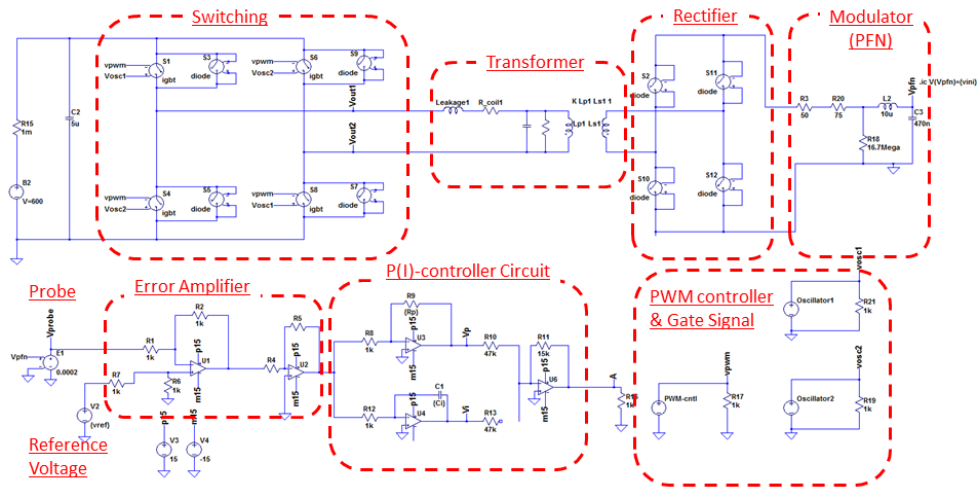 Switching
Rectifier
Modulator
(PFN)
Transformer
S1
S3
S6
S9
vpwm
Vosc1
igbt
diode
vpwm
Vosc2
igbt
diode
C2
5u
R15
1m
B2
V=600
Vout1
Vout2
Leakage1
R_coil1
K Lp1 Ls1 1
Lp1
Ls1
S2
diode
S11
diode
S10
diode
S12
diode
R3
50
R20
75
L2
10u
Vpfn
.ic V(Vpfn)={vini}
C3
470n
R18
16.7Mega
S4
S5
S8
S7
vpwm
Vosc2
igbt
diode
vpwm
Vosc1
igbt
diode
Probe
Error Amplifier
P(I)-controller Circuit
PWM controller
& Gate Signal
Vprobe
Vpfn
E1
0.0002
R1
1k
R2
1k
R7
1k
R6
1k
p15
U1
m15
R4
1k
R5
1k
p15
U2
m15
V2
{vref}
p15
V3
15
m15
V4
-15
Reference
Voltage
R8
1k
R9
{Rp}
p15
U3
m15
Vp
R10
47k
R12
1k
C1
{Ci}
U4
Vi
R13
47k
R11
15k
p15
U6
m15
A
1k
vosc1
Oscillator1
R21
1k
vpwm
PWM-cntl
R17
1k
vosc2
Oscillator2
R19
1k